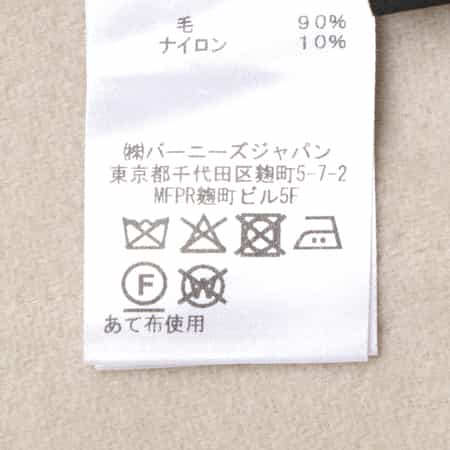 毛 90%
ナイロン 10%
㈱バーニーズジャパン
東京都千代田区麹町5-7-2
MFPR麹町ビル5F
F W
あて布使用